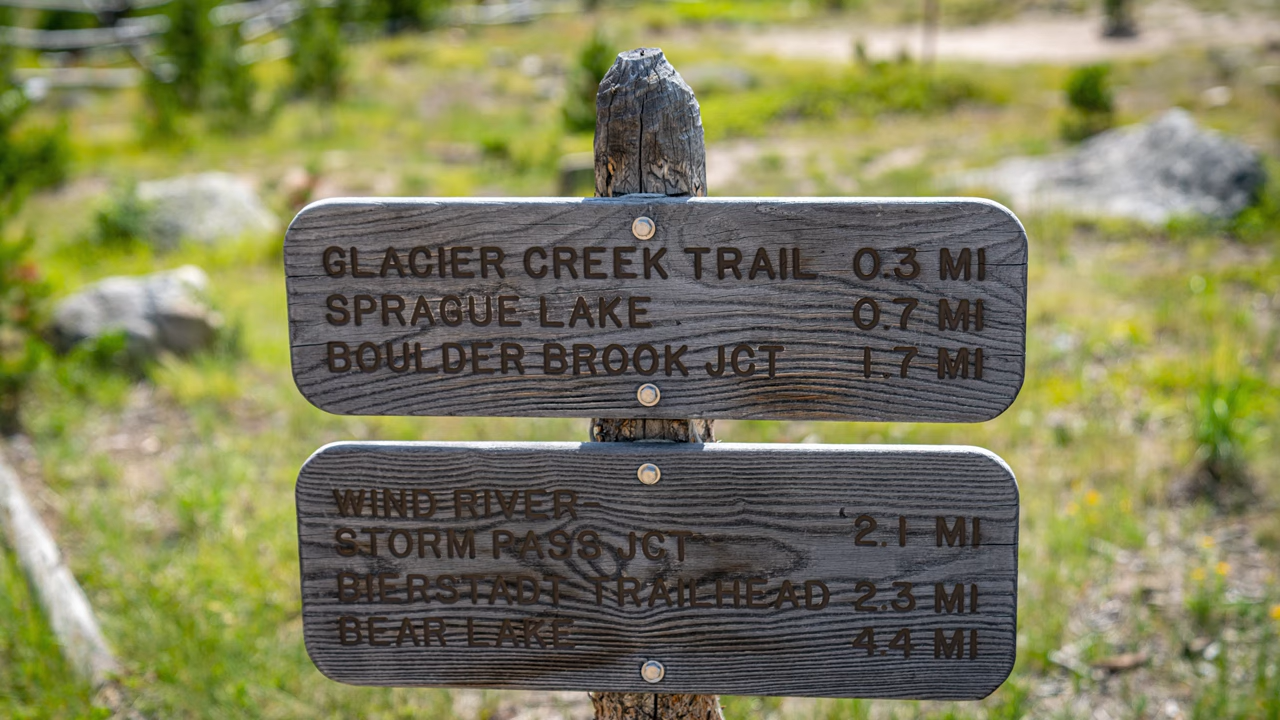 GLACIER CREEK TRAIL 0.3 MI
SPRAGUE LAKE 0.7 MI
BOULDER BROOK JCT 1.7 MI
WIND RIVER-
STORM PASS JCT 2.1 MI
BIERSTADT TRAILHEAD 2.3 MI
BEAR LAKE 4.4 MI